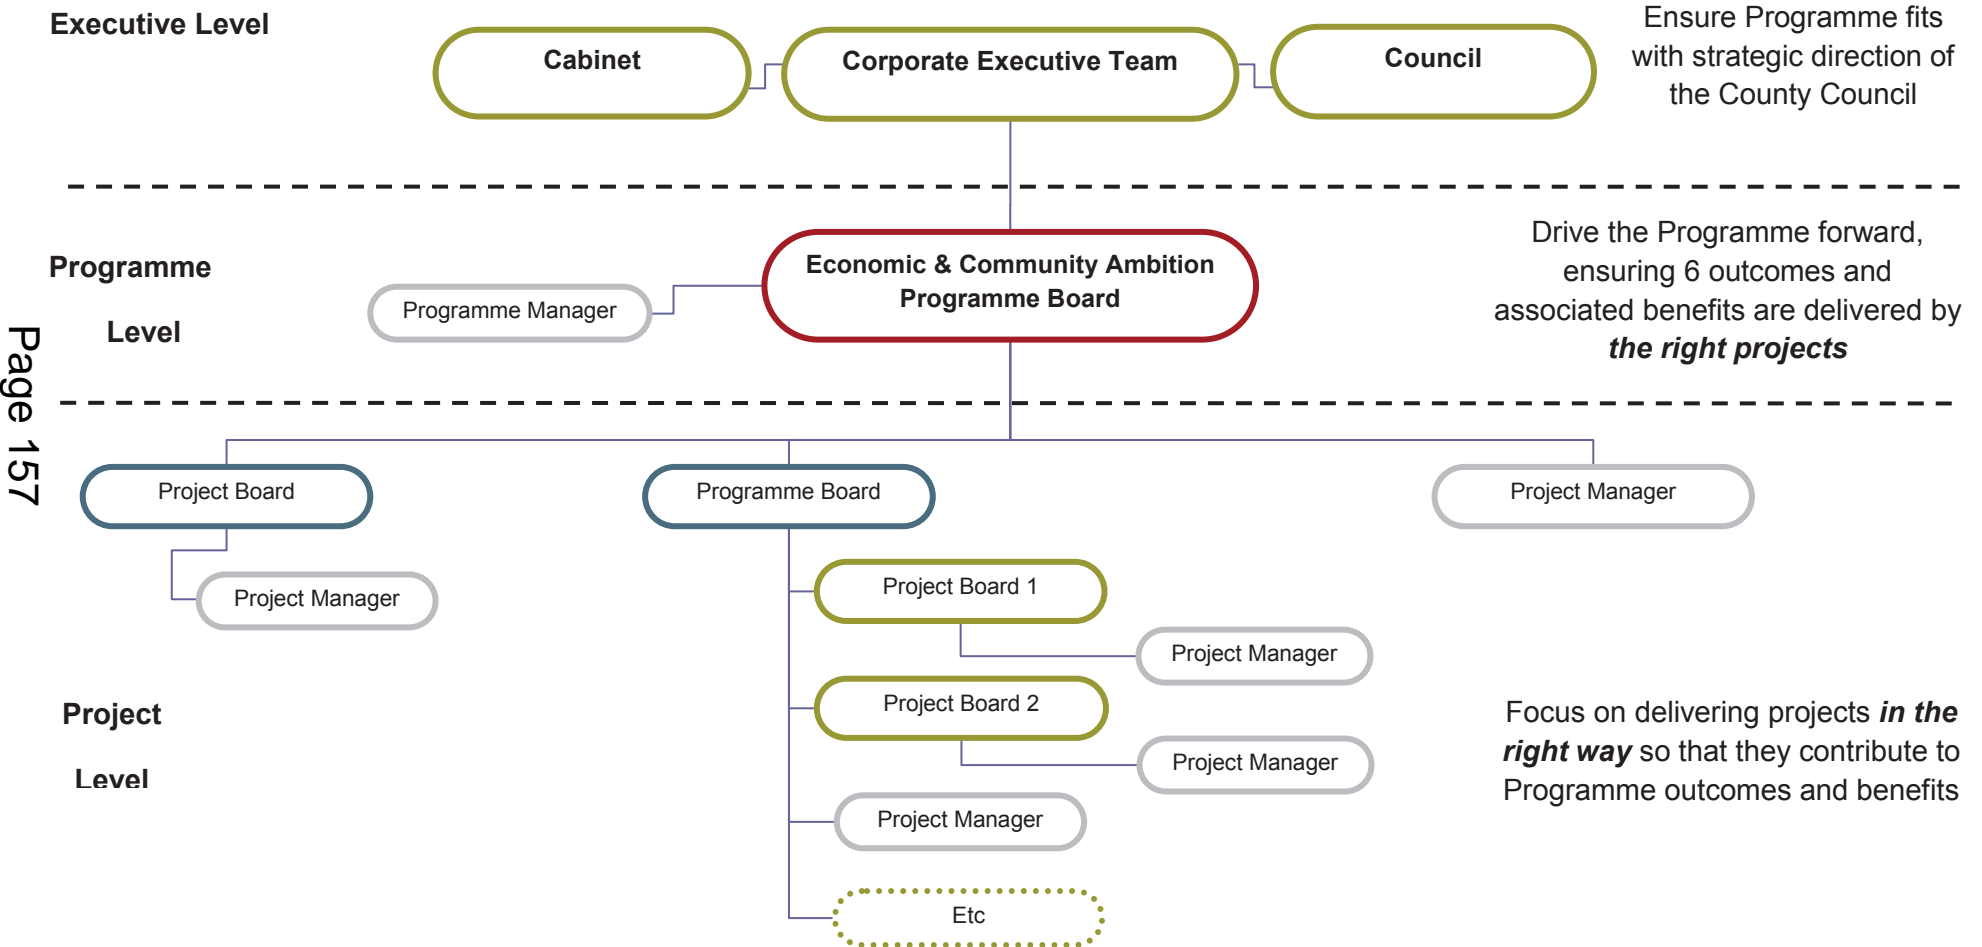 Executive Level
Cabinet
Corporate Executive Team
Council
Ensure Programme fits
with strategic direction of
the County Council
Programme
Level
Programme Manager
Economic & Community Ambition
Programme Board
Drive the Programme forward,
ensuring 6 outcomes and
associated benefits are delivered by
the right projects
Page 157
Project Board
Programme Board
Project Manager
Project Manager
Project Board 1
Project Manager
Project Board 2
Project Manager
Project Manager
Etc
Project
Level
Focus on delivering projects in the
right way so that they contribute to
Programme outcomes and benefits